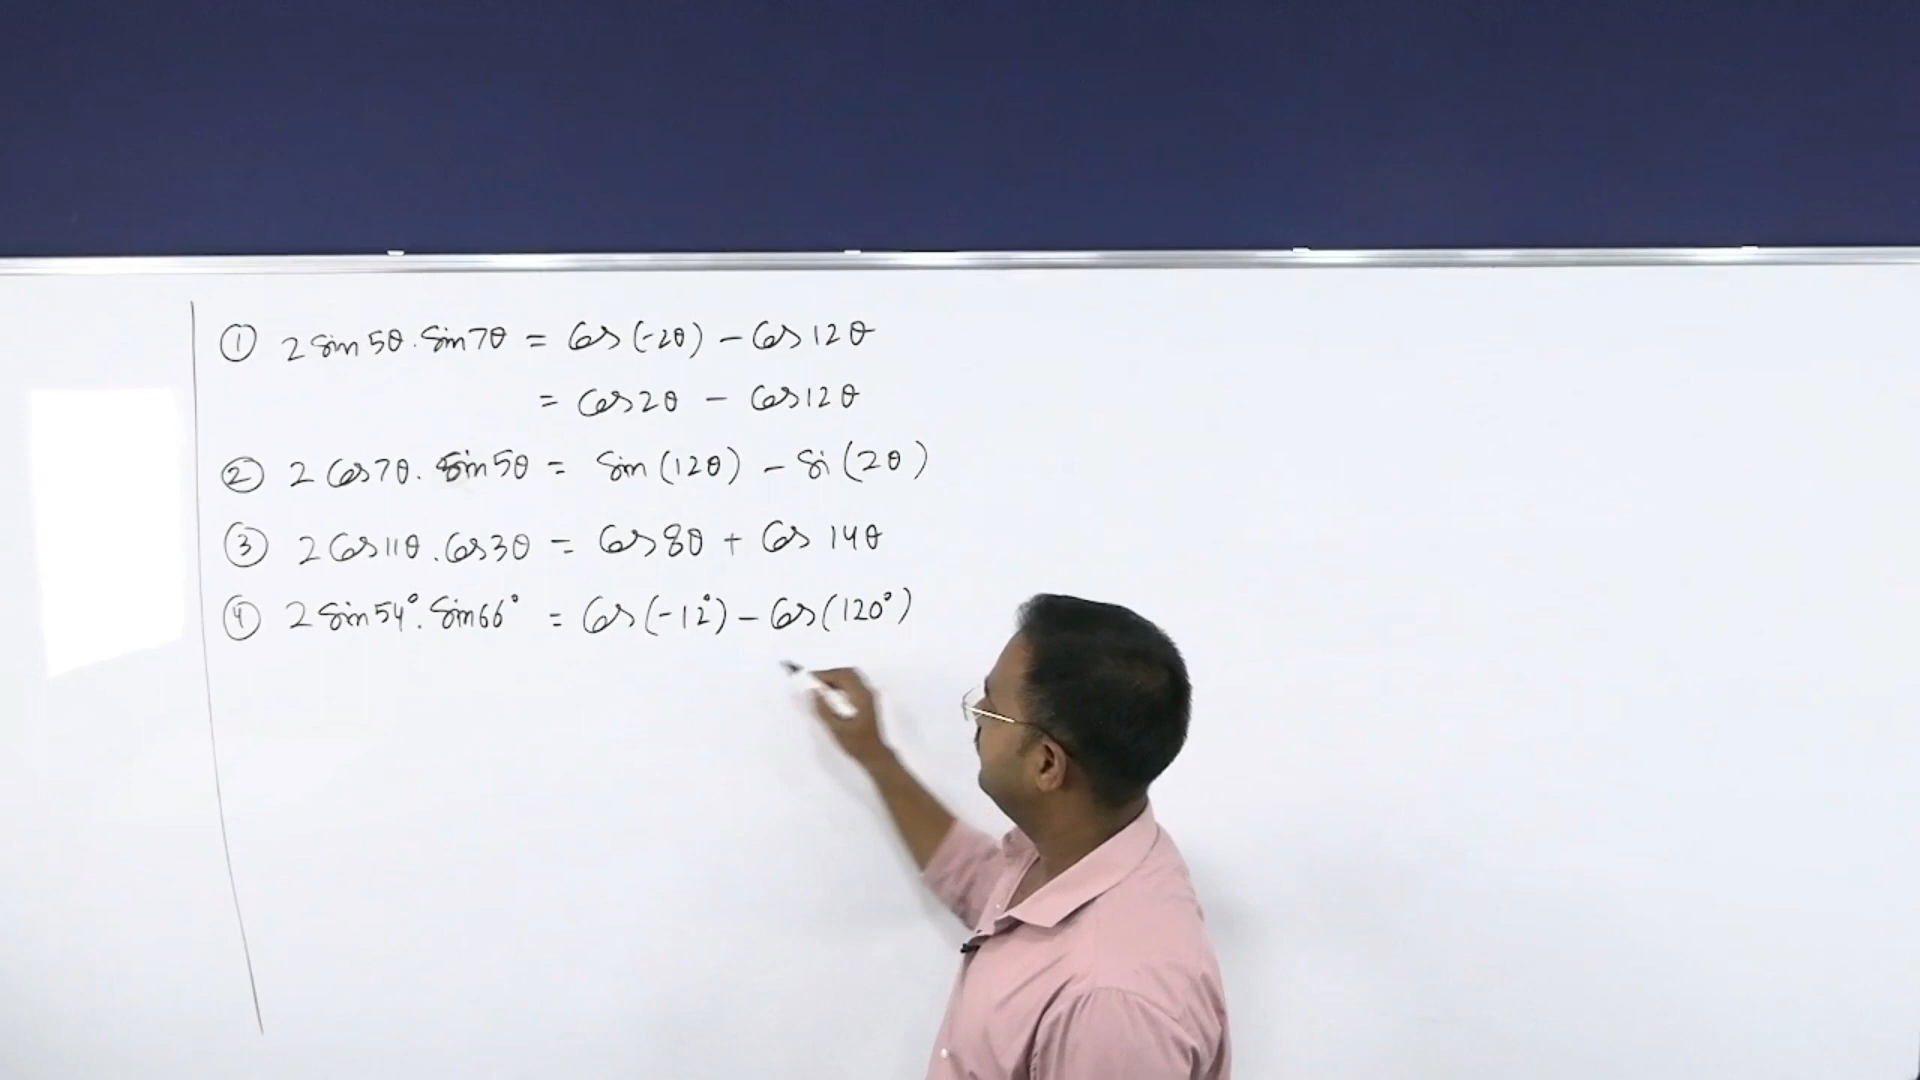 ① 2 Sin 5θ . Sin 7θ = Cos (-2θ) - Cos 12θ
= Cos 2θ - Cos 12θ
② 2 Cos 7θ . Sin 5θ = Sin (12θ) - Si (2θ)
③ 2 Cos 11θ . Cos 3θ = Cos 8θ + Cos 14θ
④ 2 Sin 54° . Sin 66° = Cos (-12°) - Cos (120°)